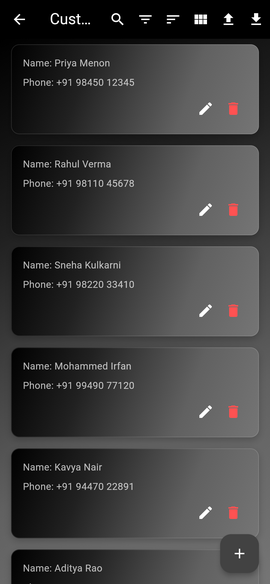 Cust...
Name: Priya Menon
Phone: +91 98450 12345
Name: Rahul Verma
Phone: +91 98110 45678
Name: Sneha Kulkarni
Phone: +91 98220 33410
Name: Mohammed Irfan
Phone: +91 99490 77120
Name: Kavya Nair
Phone: +91 94470 22891
Name: Aditya Rao